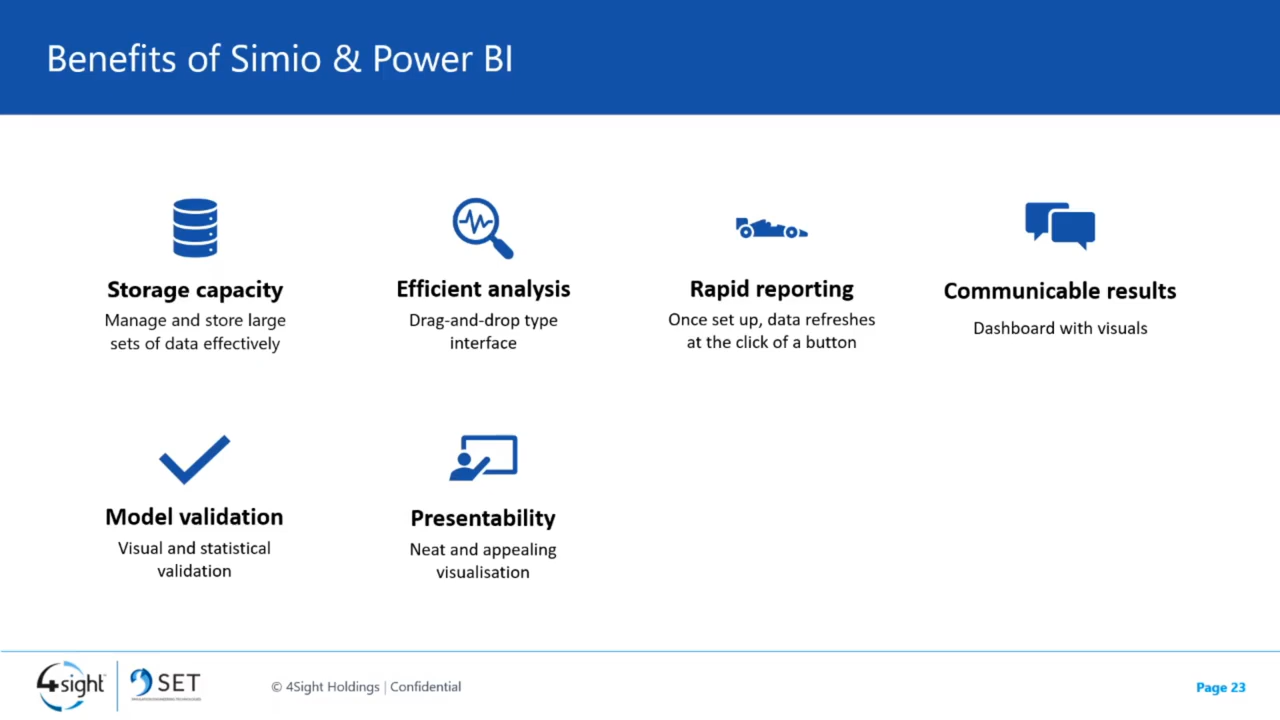 Benefits of Simio & Power BI
Storage capacity
Manage and store large
sets of data effectively
Efficient analysis
Drag-and-drop type
interface
Rapid reporting
Once set up, data refreshes
at the click of a button
Communicable results
Dashboard with visuals
Model validation
Visual and statistical
validation
Presentability
Neat and appealing
visualisation
4sight
SET
© 4Sight Holdings | Confidential
Page 23